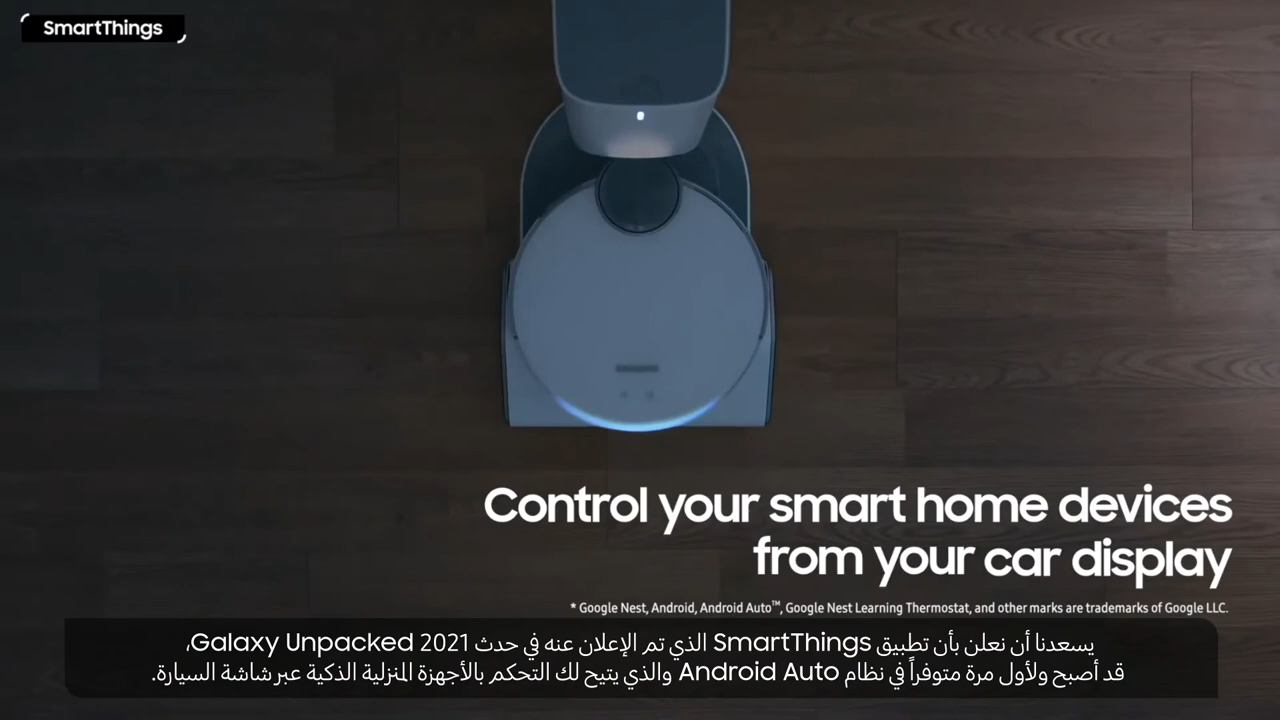 SmartThings
Control your smart home devices
from your car display
* Google Nest, Android, Android Auto™, Google Nest Learning Thermostat, and other marks are trademarks of Google LLC.
يسعدنا أن نعلن بأن تطبيق SmartThings الذي تم الإعلان عنه في حدث Galaxy Unpacked 2021،
قد أصبح ولأول مرة متوفراً في نظام Android Auto والذي يتيح لك التحكم بالأجهزة المنزلية الذكية عبر شاشة السيارة.